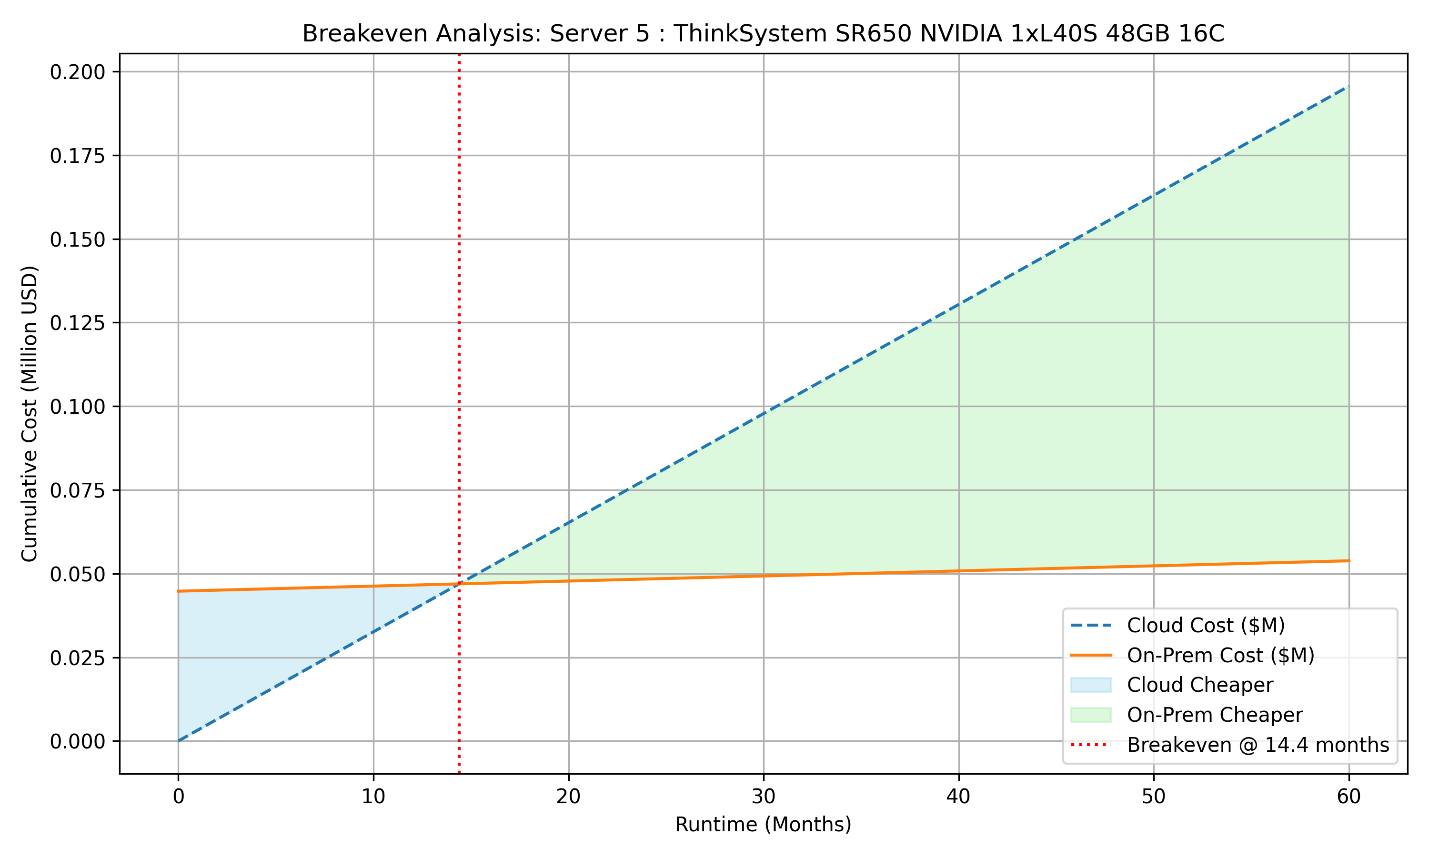 Breakeven Analysis: Server 5 : ThinkSystem SR650 NVIDIA 1xL40S 48GB 16C
Cumulative Cost (Million USD)
0.200
0.175
0.150
0.125
0.100
0.075
0.050
0.025
0.000
Cloud Cost ($M)
On-Prem Cost ($M)
Cloud Cheaper
On-Prem Cheaper
Breakeven @ 14.4 months
0 10 20 30 40 50 60
Runtime (Months)